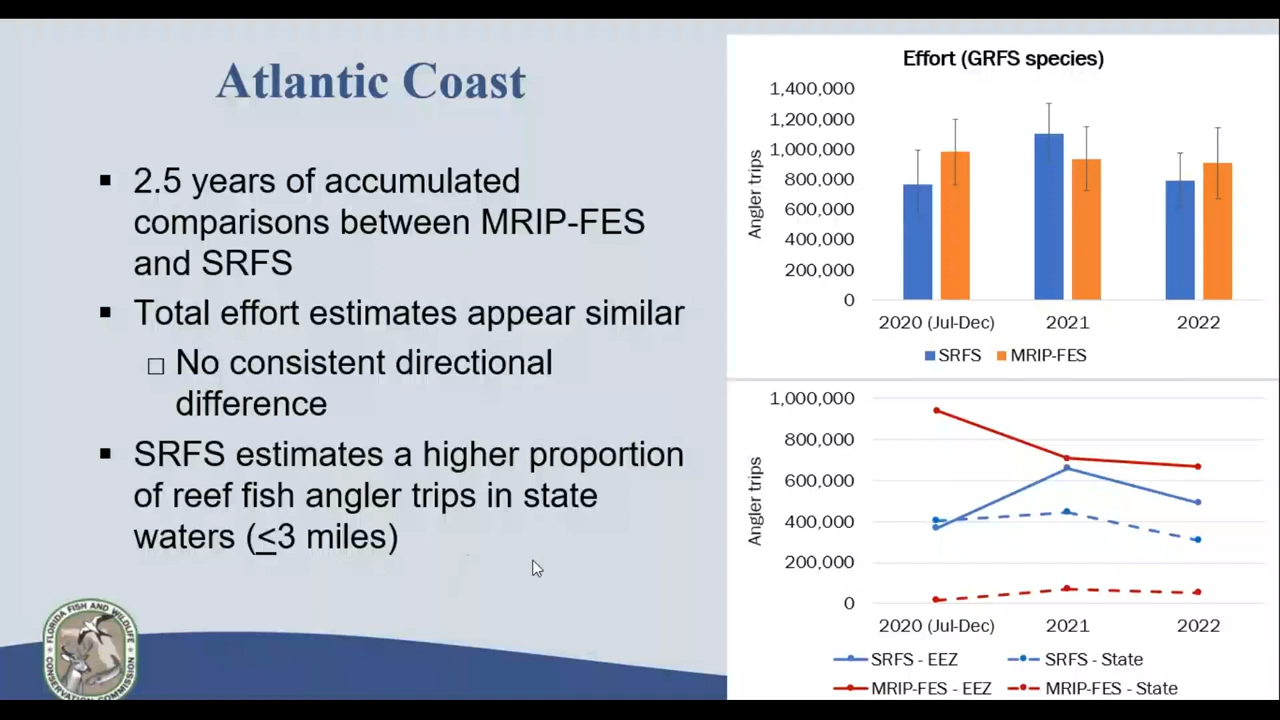 Atlantic Coast
▪ 2.5 years of accumulated
comparisons between MRIP-FES
and SRFS
▪ Total effort estimates appear similar
□ No consistent directional
difference
▪ SRFS estimates a higher proportion
of reef fish angler trips in state
waters (<3 miles)
FLORIDA FISH AND WILDLIFE
CONSERVATION COMMISSION
Effort (GRFS species)
Angler trips
1,400,000
1,200,000
1,000,000
800,000
600,000
400,000
200,000
0
2020 (Jul-Dec) 2021 2022
SRFS MRIP-FES
Angler trips
1,000,000
800,000
600,000
400,000
200,000
0
2020 (Jul-Dec) 2021 2022
SRFS - EEZ SRFS - State
MRIP-FES - EEZ MRIP-FES - State